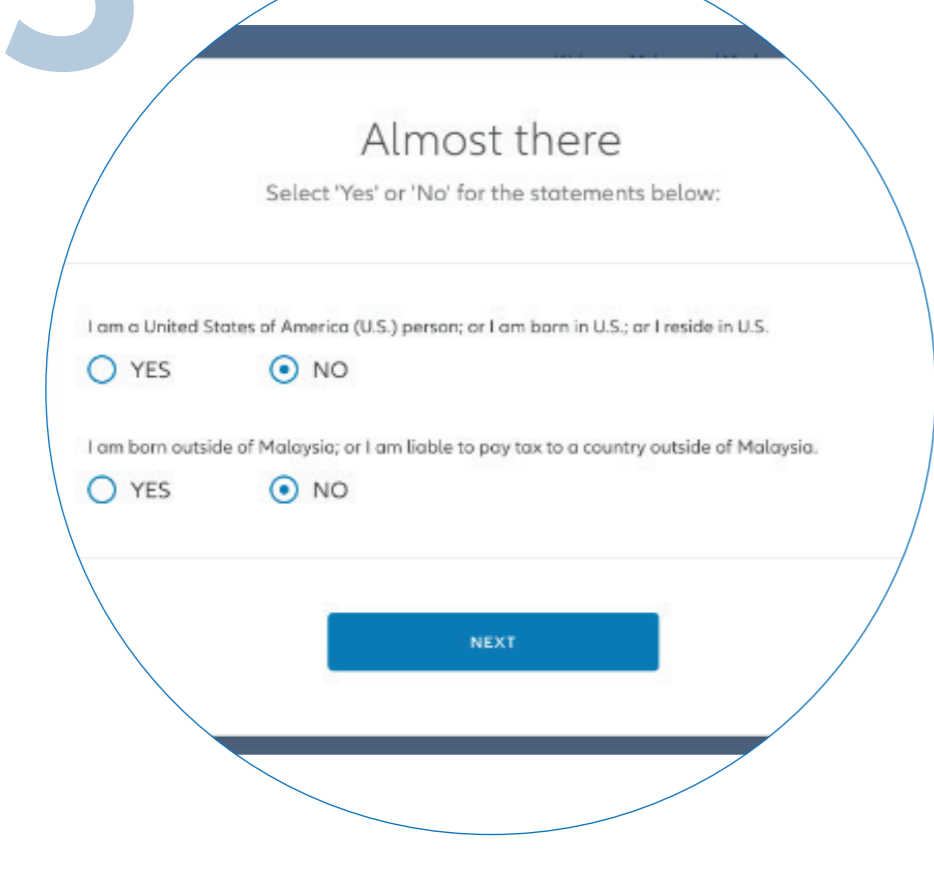 Almost there
Select 'Yes' or 'No' for the statements below:
I am a United States of America (U.S.) person; or I am born in U.S.; or I reside in U.S.
YES NO
I am born outside of Malaysia; or I am liable to pay tax to a country outside of Malaysia.
YES NO
NEXT